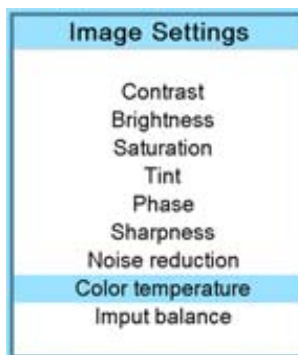 Image Settings
Contrast
Brightness
Saturation
Tint
Phase
Sharpness
Noise reduction
Color temperature
Imput balance